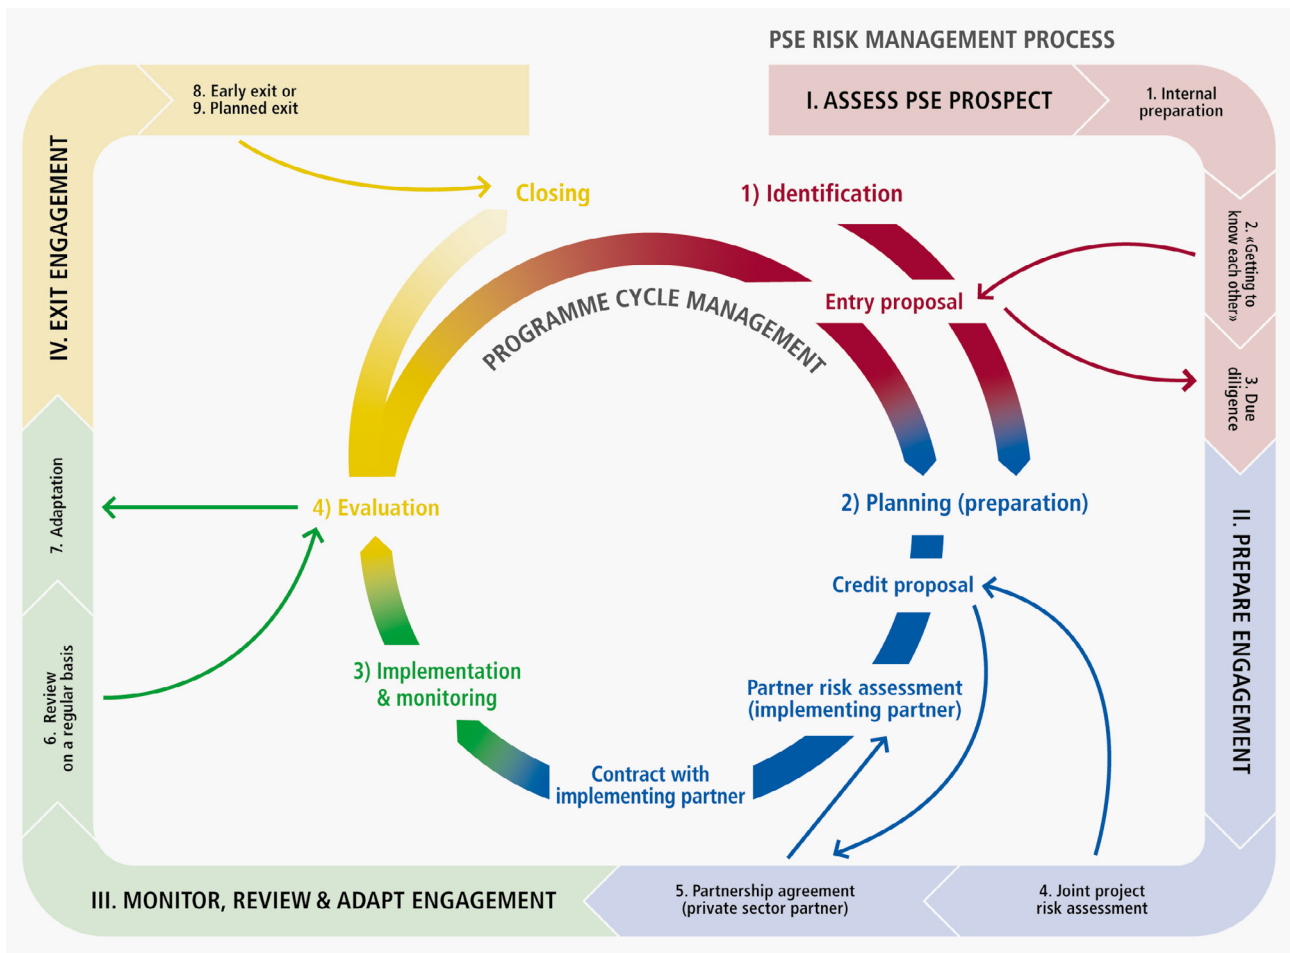 PSE RISK MANAGEMENT PROCESS
I. ASSESS PSE PROSPECT
1. Internal
preparation
2. «Getting to
know each other»
3. Due
diligence
II. PREPARE ENGAGEMENT
4. Joint project
risk assessment
5. Partnership agreement
(private sector partner)
III. MONITOR, REVIEW & ADAPT ENGAGEMENT
6. Review
on a regular basis
7. Adaptation
IV. EXIT ENGAGEMENT
8. Early exit or
9. Planned exit
Closing
1) Identification
Entry proposal
PROGRAMME CYCLE MANAGEMENT
2) Planning (preparation)
Credit proposal
Partner risk assessment
(implementing partner)
Contract with
implementing partner
3) Implementation
& monitoring
4) Evaluation